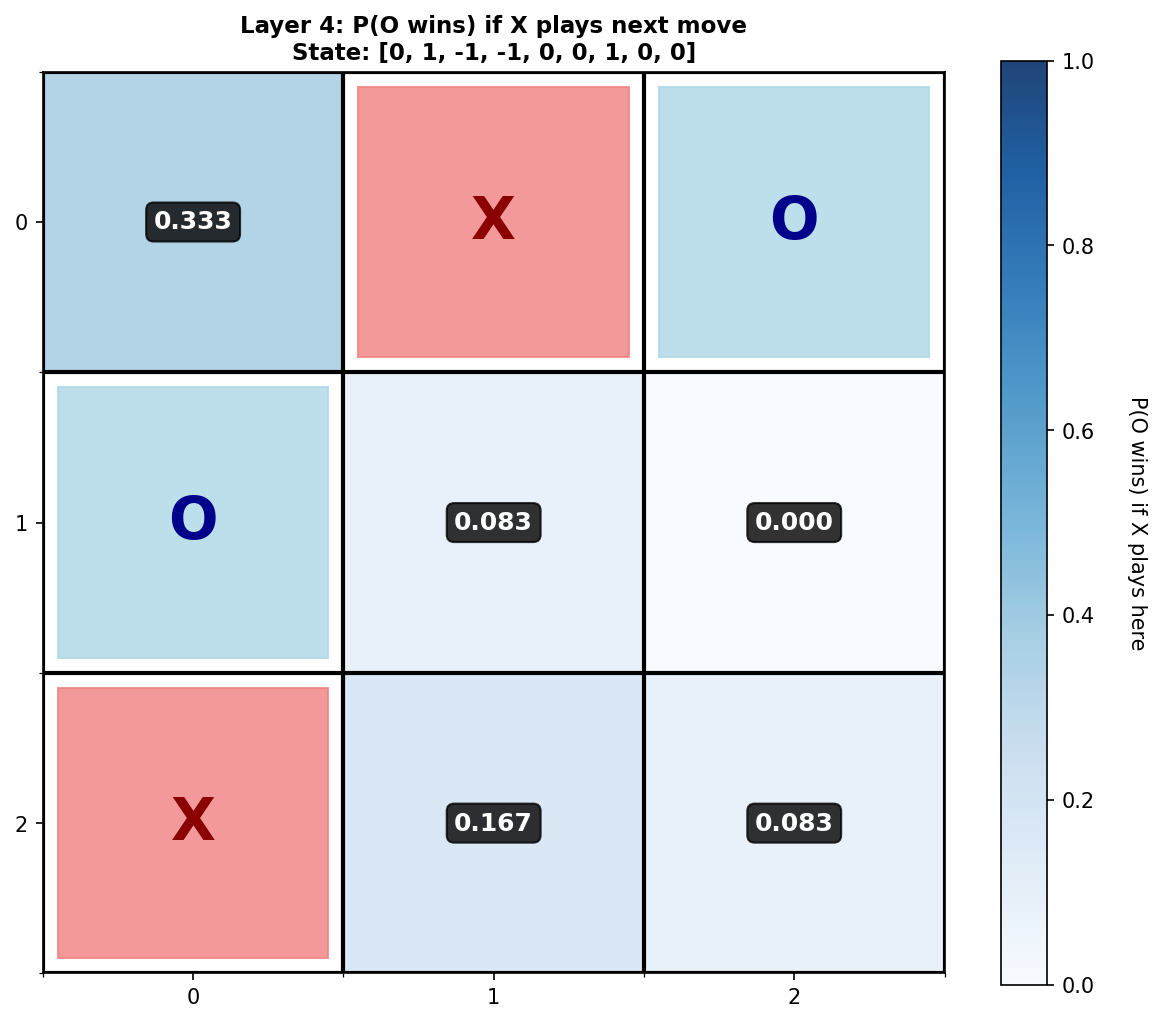 Layer 4: P(O wins) if X plays next move
State: [0, 1, -1, -1, 0, 0, 1, 0, 0]
0 0.333 X O
1 O 0.083 0.000
2 X 0.167 0.083
0 1 2
1.0
0.8
0.6
0.4
0.2
0.0
P(O wins) if X plays here